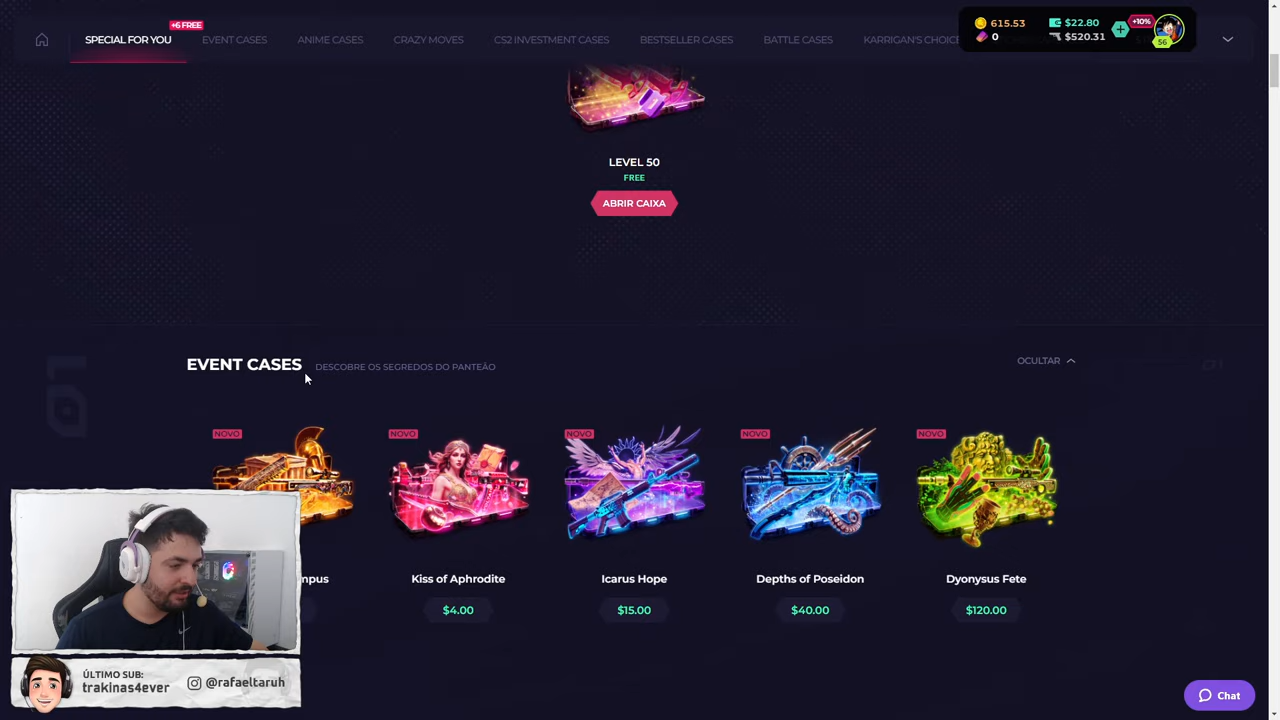 +6 FREE
SPECIAL FOR YOU
EVENT CASES
ANIME CASES
CRAZY MOVES
CS2 INVESTMENT CASES
BESTSELLER CASES
BATTLE CASES
KARRIGAN'S CHOICE
615.53
$22.80
+10%
0
$520.31
56
LEVEL 50
FREE
ABRIR CAIXA
EVENT CASES
DESCOBRE OS SEGREDOS DO PANTEÃO
OCULTAR
01
NOVO
NOVO
NOVO
NOVO
NOVO
mpus
Kiss of Aphrodite
Icarus Hope
Depths of Poseidon
Dyonysus Fete
$4.00
$15.00
$40.00
$120.00
ÚLTIMO SUB:
trakinas4ever
@rafaeltaruh
Chat